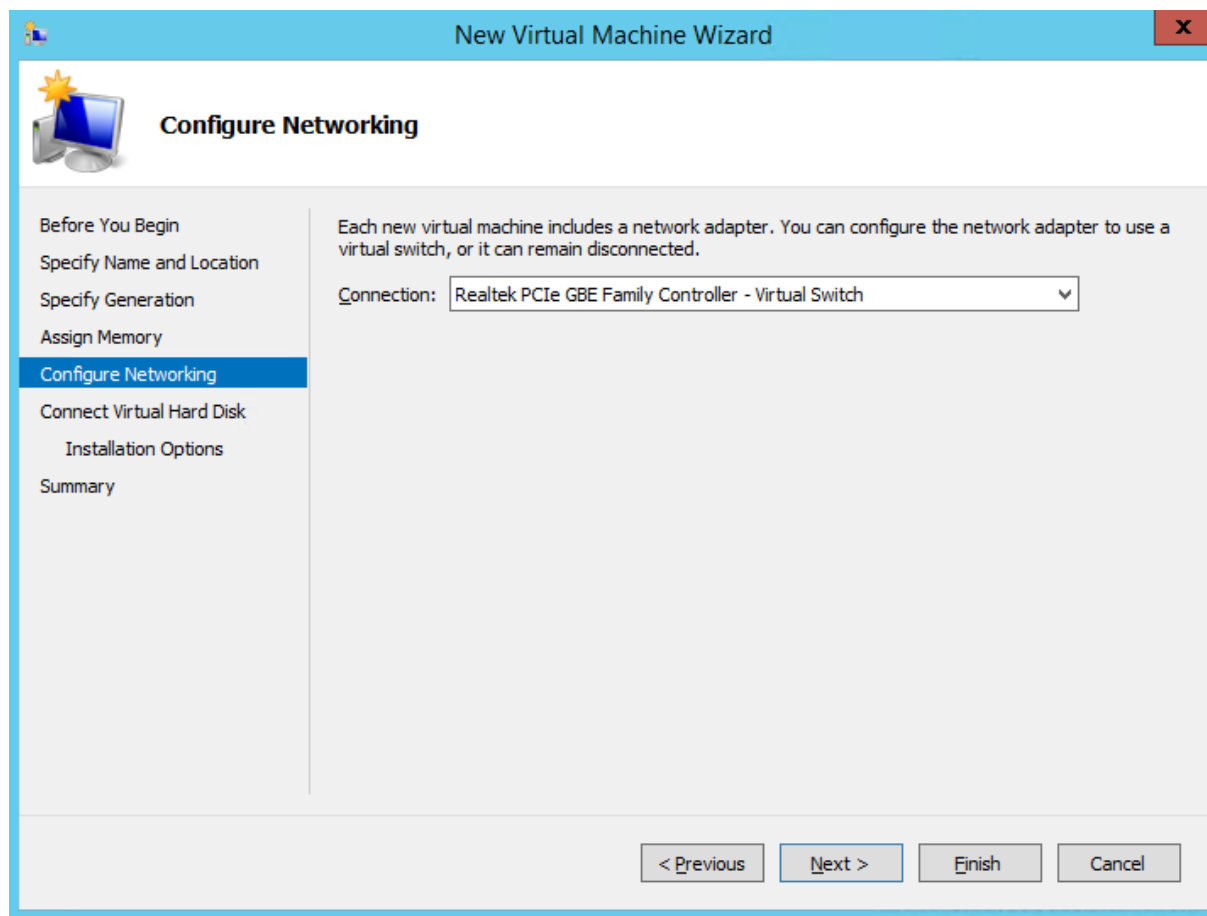 New Virtual Machine Wizard
x
Configure Networking
Before You Begin
Specify Name and Location
Specify Generation
Assign Memory
Configure Networking
Connect Virtual Hard Disk
Installation Options
Summary
Each new virtual machine includes a network adapter. You can configure the network adapter to use a
virtual switch, or it can remain disconnected.
Connection: Realtek PCIe GBE Family Controller - Virtual Switch
< Previous Next > Finish Cancel